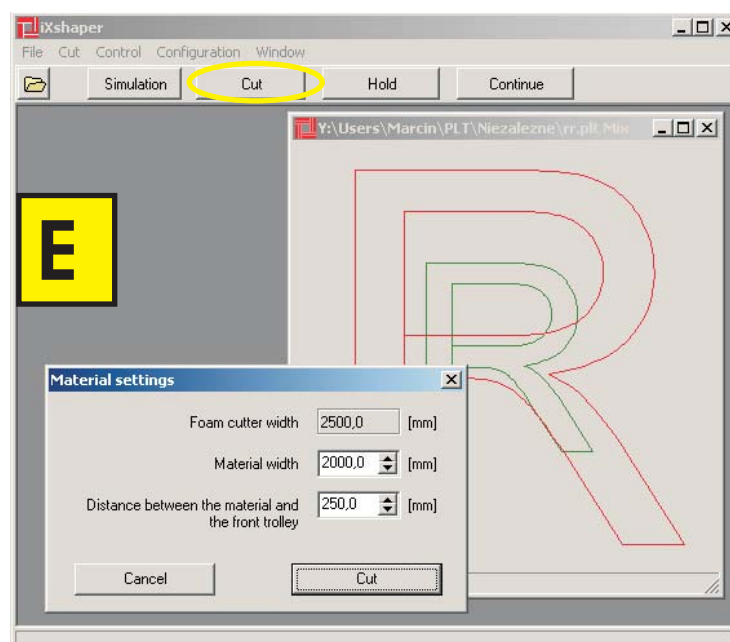 iXshaper
File Cut Control Configuration Window
Simulation Cut Hold Continue
Y:\Users\Marcin\PLT\Niezalezne\rr.plt Mix
E
Material settings
Foam cutter width 2500,0 [mm]
Material width 2000,0 [mm]
Distance between the material and
the front trolley 250,0 [mm]
Cancel Cut